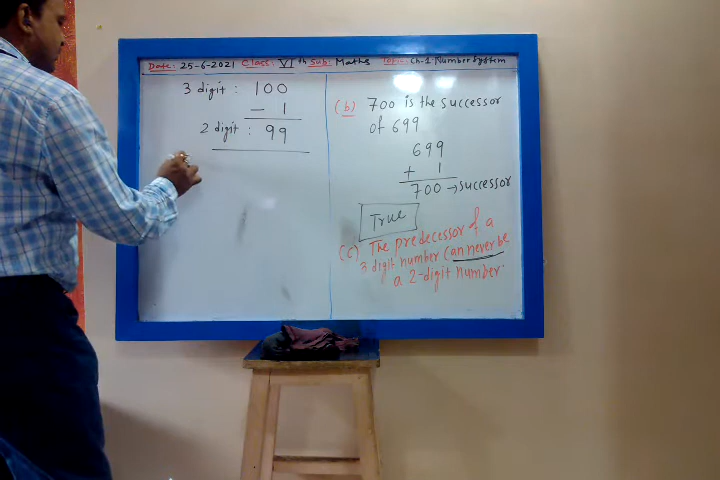 Date: 25-6-2021 Class: VIth Sub: Maths Topic: Ch-1 Number System
3 digit : 100
- 1
2 digit : 99
(b) 700 is the successor
of 699
699
+ 1
700 → successor
True
(c) The predecessor of a
3 digit number can never be
a 2-digit number.